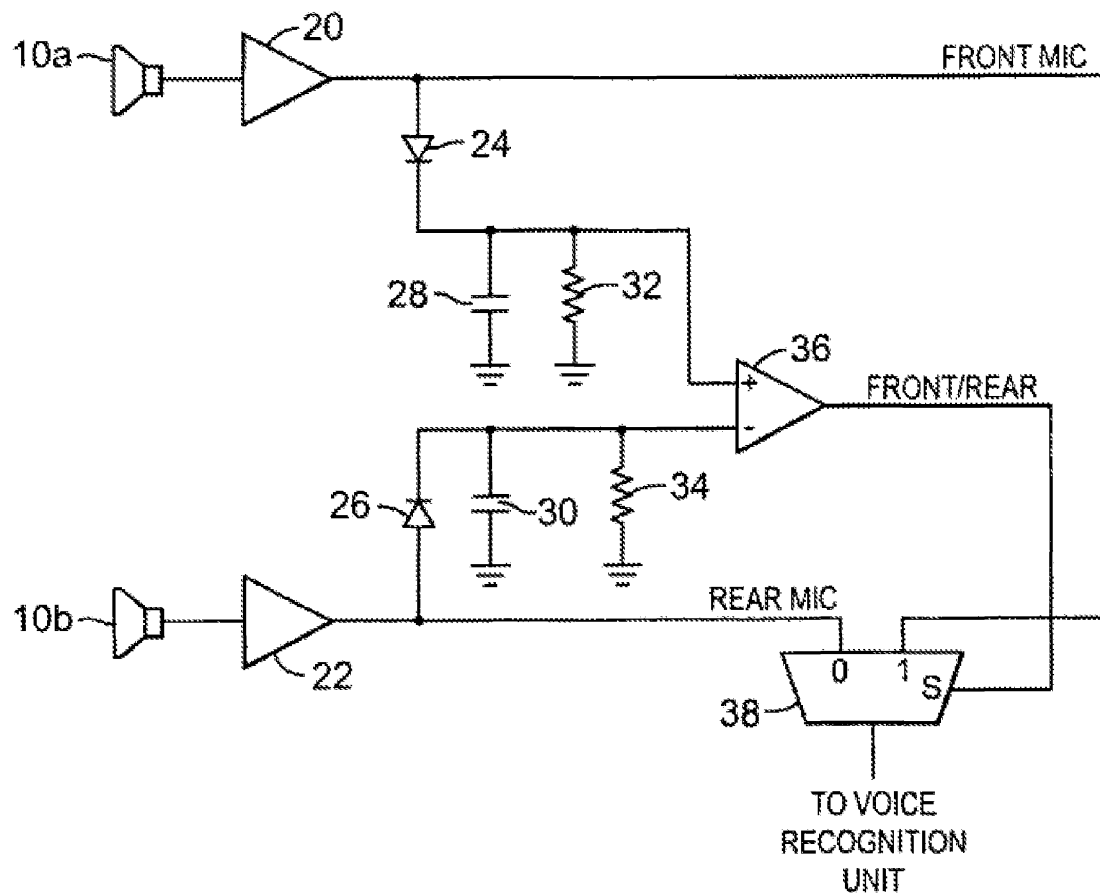 20
10a
FRONT MIC
24
28
32
36
+
FRONT/REAR
-
26
30
34
10b
REAR MIC
22
0
1
S
38
TO VOICE
RECOGNITION
UNIT